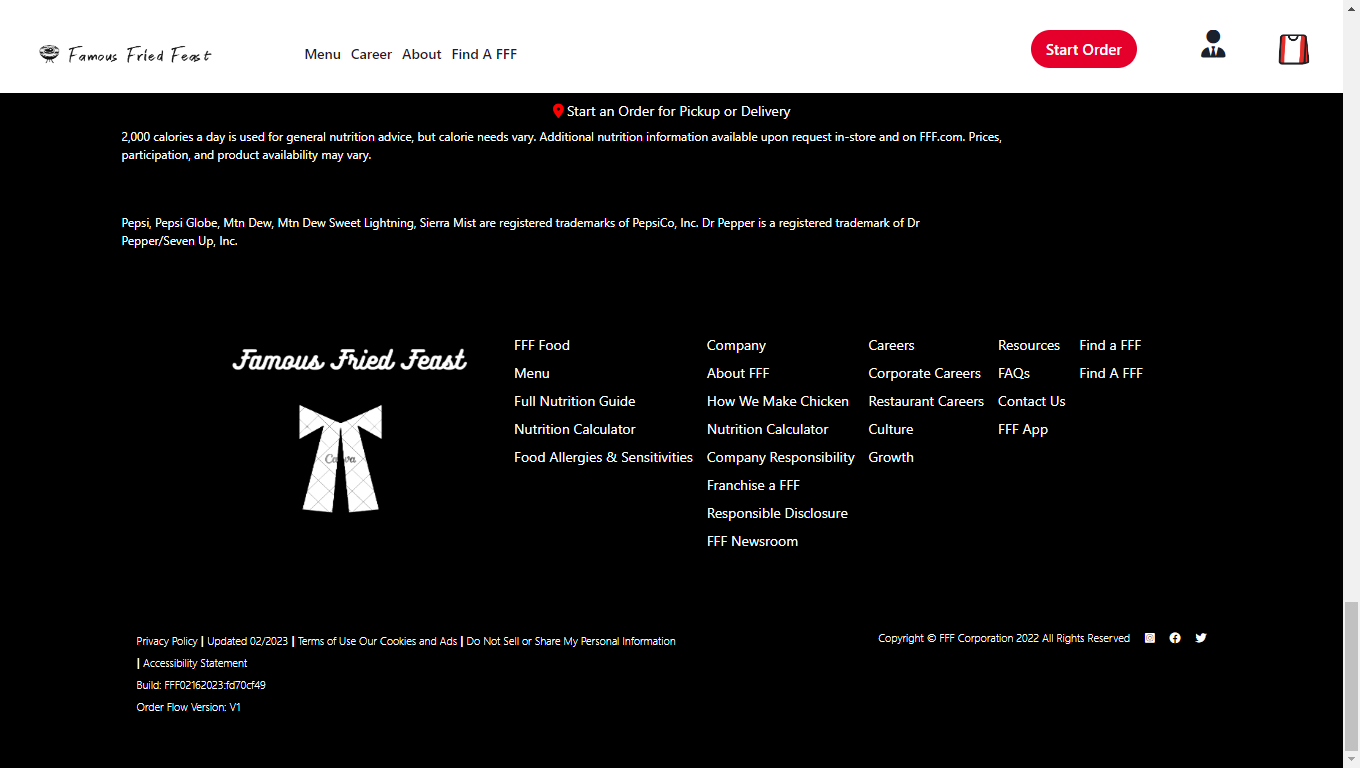 Famous Fried Feast
Menu Career About Find A FFF
Start Order
Start an Order for Pickup or Delivery
2,000 calories a day is used for general nutrition advice, but calorie needs vary. Additional nutrition information available upon request in-store and on FFF.com. Prices,
participation, and product availability may vary.
Pepsi, Pepsi Globe, Mtn Dew, Mtn Dew Sweet Lightning, Sierra Mist are registered trademarks of PepsiCo, Inc. Dr Pepper is a registered trademark of Dr
Pepper/Seven Up, Inc.
Famous Fried Feast
Canva
FFF Food
Menu
Full Nutrition Guide
Nutrition Calculator
Food Allergies & Sensitivities
Company
About FFF
How We Make Chicken
Nutrition Calculator
Company Responsibility
Franchise a FFF
Responsible Disclosure
FFF Newsroom
Careers
Corporate Careers
Restaurant Careers
Culture
Growth
Resources
FAQs
Contact Us
FFF App
Find a FFF
Find A FFF
Privacy Policy | Updated 02/2023 | Terms of Use Our Cookies and Ads | Do Not Sell or Share My Personal Information
| Accessibility Statement
Build: FFF02162023:fd70cf49
Order Flow Version: V1
Copyright © FFF Corporation 2022 All Rights Reserved